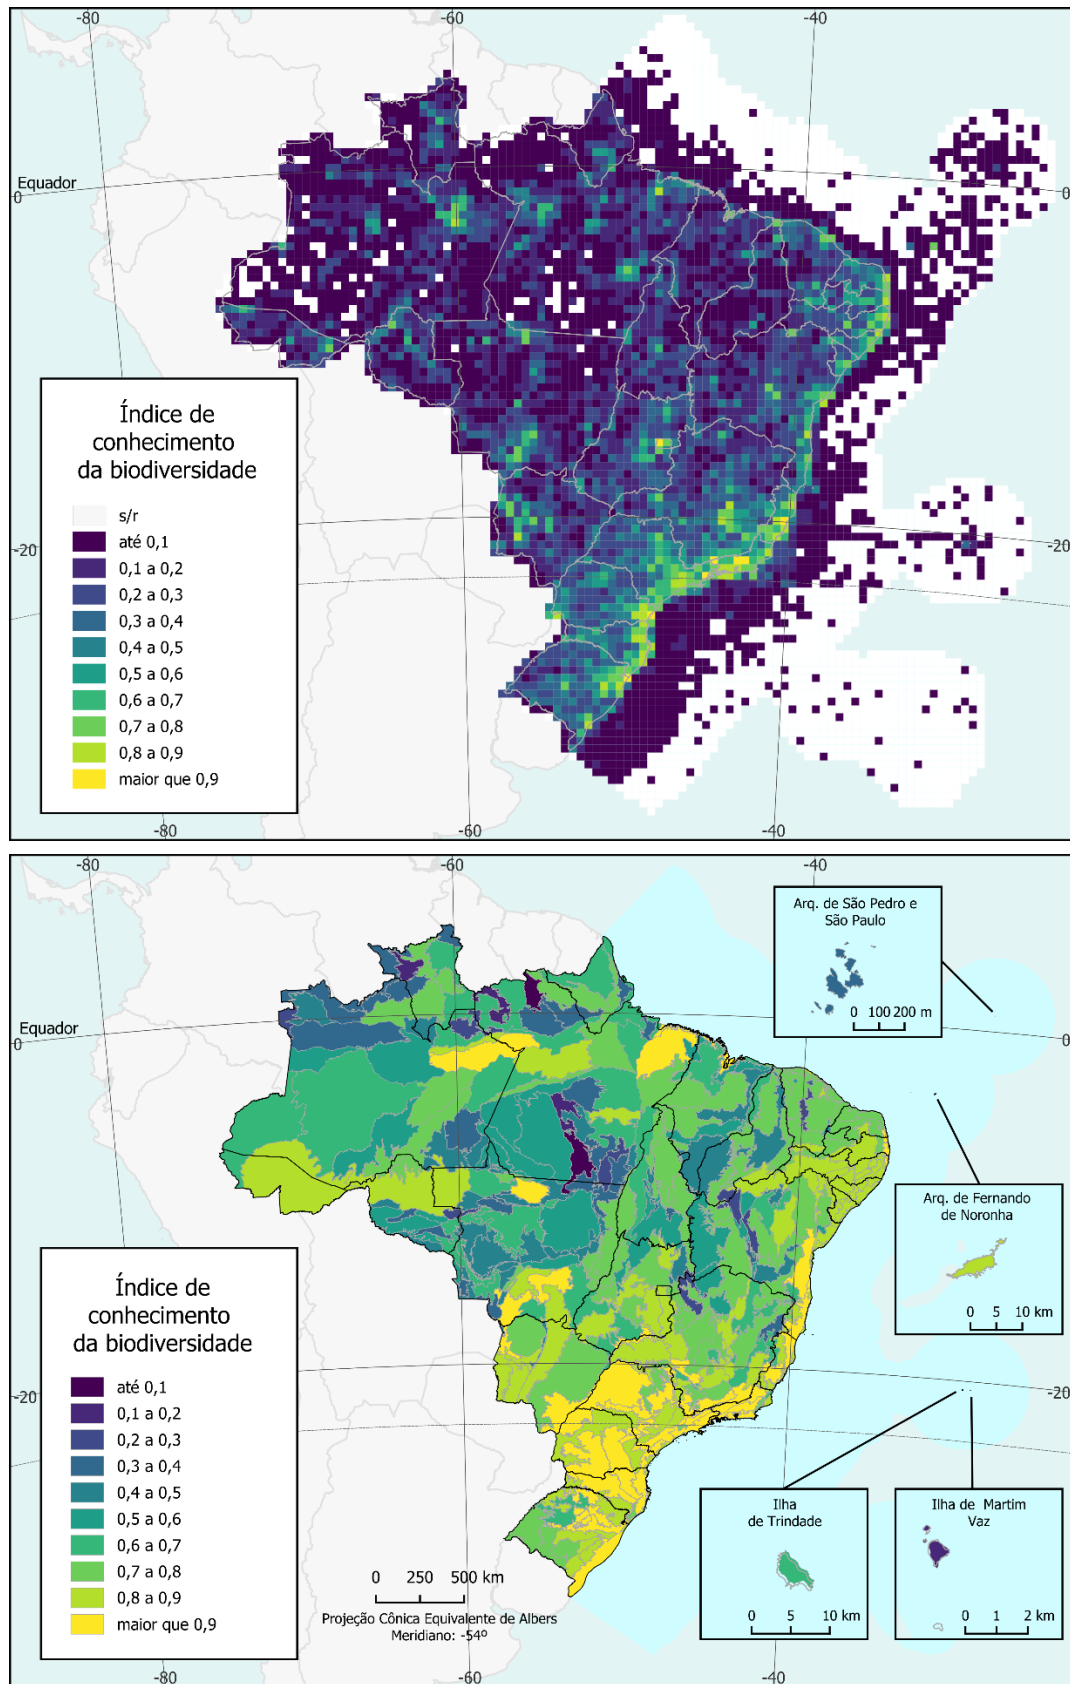 -80
-60
-40
Equador
0
0
-20
-20
Índice de
conhecimento
da biodiversidade
s/r
até 0,1
0,1 a 0,2
0,2 a 0,3
0,3 a 0,4
0,4 a 0,5
0,5 a 0,6
0,6 a 0,7
0,7 a 0,8
0,8 a 0,9
maior que 0,9
-80
-60
-40
-80
-60
-40
Arq. de São Pedro e
São Paulo
0 100 200 m
Equador
0
0
Arq. de Fernando
de Noronha
0 5 10 km
-20
-20
Índice de
conhecimento
da biodiversidade
até 0,1
0,1 a 0,2
0,2 a 0,3
0,3 a 0,4
0,4 a 0,5
0,5 a 0,6
0,6 a 0,7
0,7 a 0,8
0,8 a 0,9
maior que 0,9
Ilha
de Trindade
0 5 10 km
Ilha de Martim
Vaz
0 1 2 km
0 250 500 km
Projeção Cônica Equivalente de Albers
Meridiano: -54º
-80
-60
-40